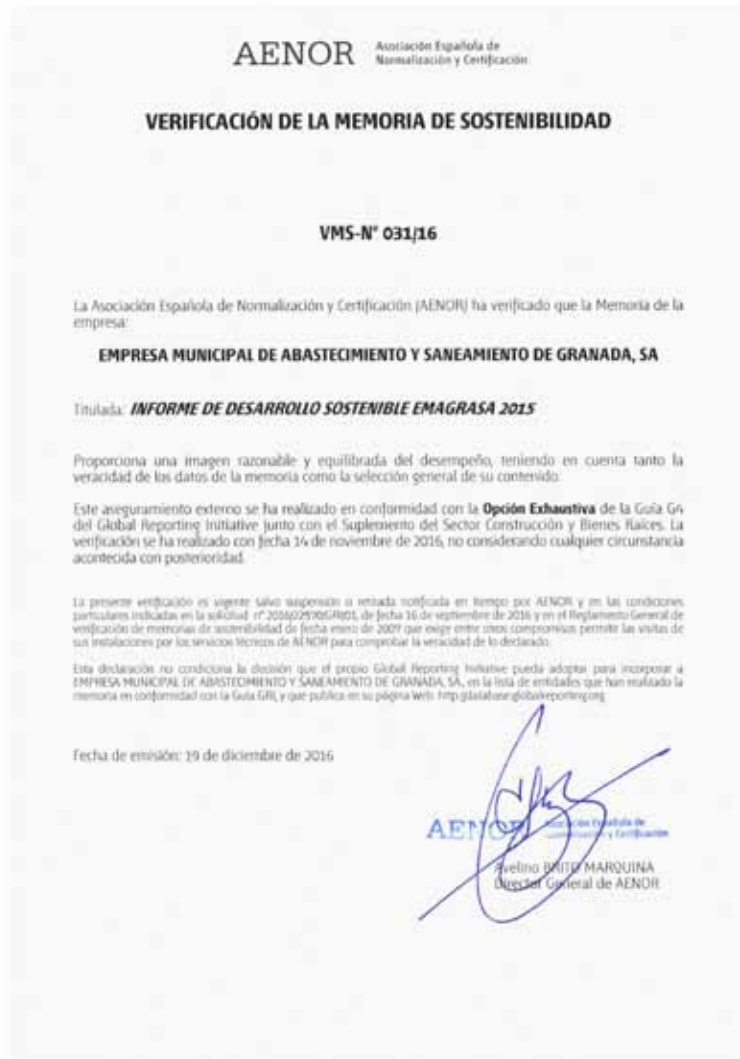 AENOR Asociación Española de
Normalización y Certificación
VERIFICACIÓN DE LA MEMORIA DE SOSTENIBILIDAD
VMS-Nº 031/16
La Asociación Española de Normalización y Certificación (AENOR) ha verificado que la Memoria de la
empresa:
EMPRESA MUNICIPAL DE ABASTECIMIENTO Y SANEAMIENTO DE GRANADA, SA
Titulada: INFORME DE DESARROLLO SOSTENIBLE EMAGRASA 2015
Proporciona una imagen razonable y equilibrada del desempeño, teniendo en cuenta tanto la
veracidad de los datos de la memoria como la selección general de su contenido.
Este aseguramiento externo se ha realizado en conformidad con la Opción Exhaustiva de la Guía G4
del Global Reporting Initiative junto con el Suplemento del Sector Construcción y Bienes Raíces. La
verificación se ha realizado con fecha 14 de noviembre de 2016, no considerando cualquier circunstancia
acontecida con posterioridad.
La presente verificación es vigente salvo suspensión o retirada notificada en tiempo por AENOR y en las condiciones
particulares indicadas en la solicitud nº de fecha 16 de septiembre de 2016 y en el Reglamento General de
verificación de memorias de sostenibilidad de fecha enero de 2009 que exige entre otros compromisos permitir las visitas de
sus instalaciones por los servicios técnicos de AENOR para comprobar la veracidad de lo declarado.
Esta declaración no condiciona la decisión que el propio Global Reporting Initiative pueda adoptar para incorporar a
EMPRESA MUNICIPAL DE ABASTECIMIENTO Y SANEAMIENTO DE GRANADA, SA, en la lista de entidades que han realizado la
memoria en conformidad con la Guía GRI, y que publica en su página Web: http://database.globalreporting.org
Fecha de emisión: 19 de diciembre de 2016
AENOR Asociación Española de
Normalización y Certificación
Avelino BRITO MARQUINA
Director General de AENOR